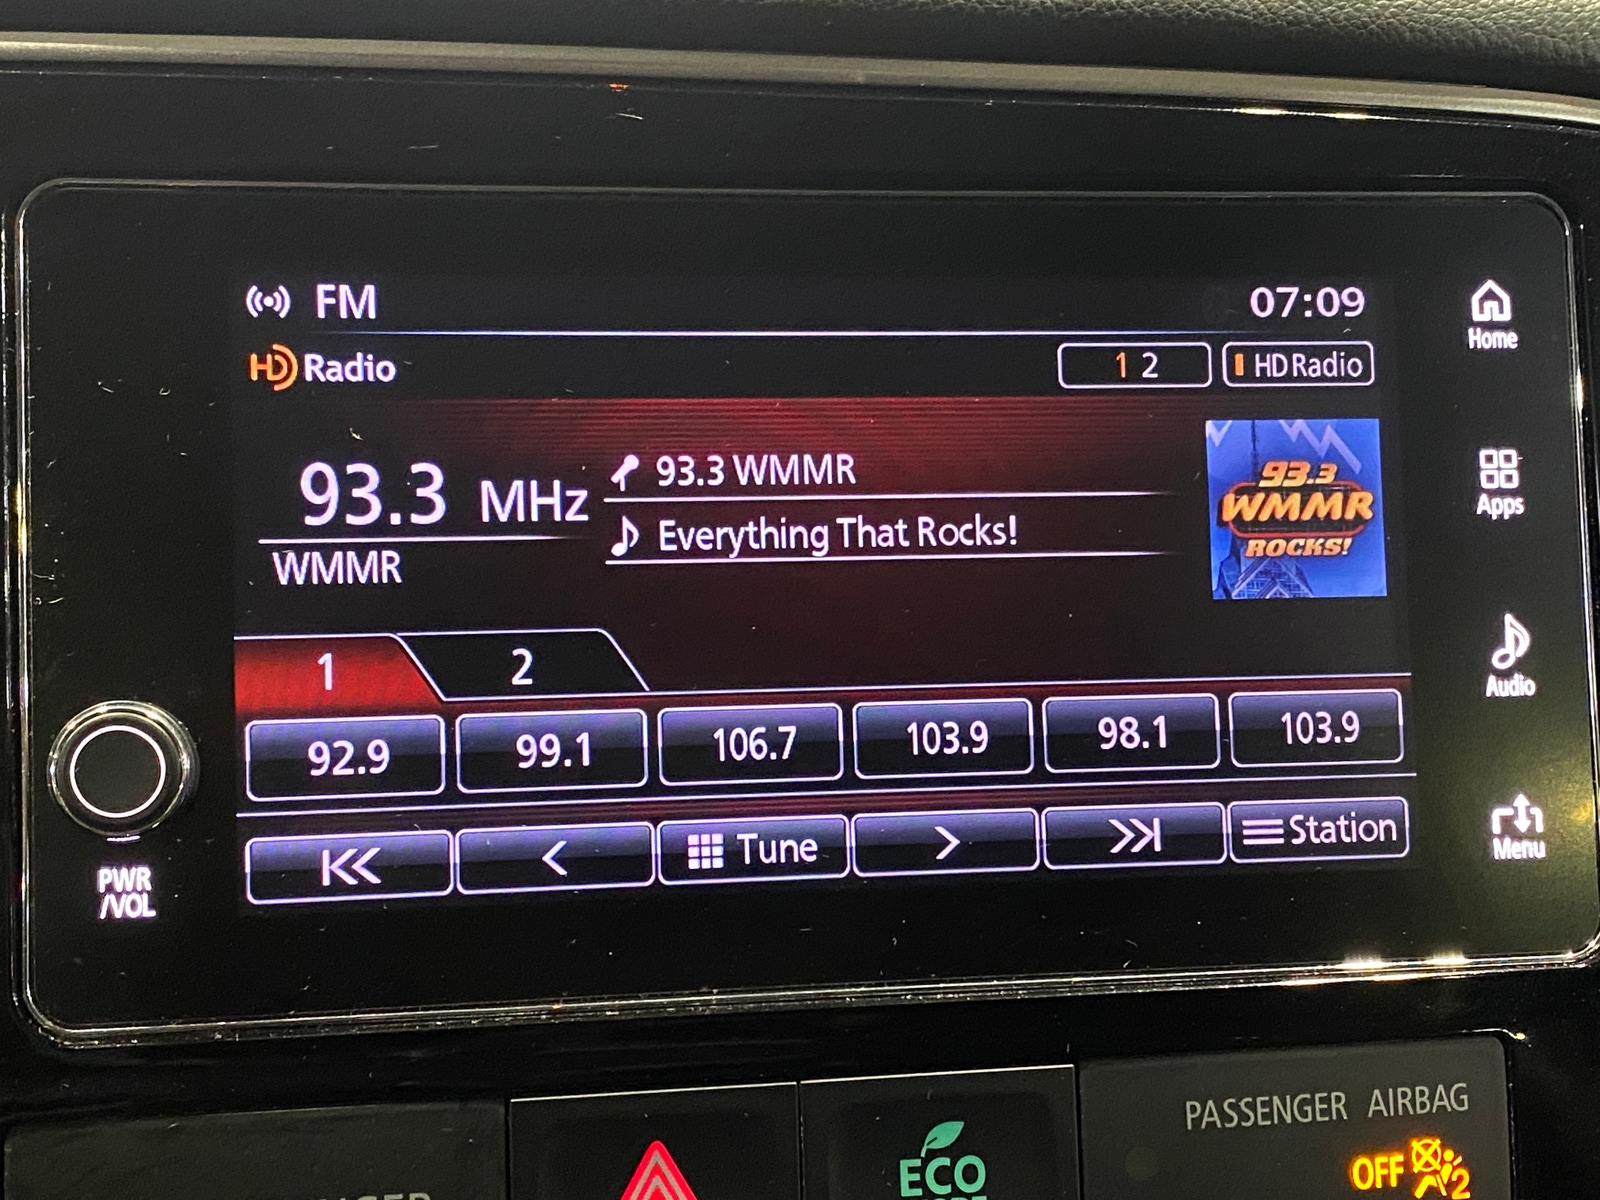 FM
07:09
HD Radio
1 2
HD Radio
93.3 MHz
WMMR
93.3 WMMR
Everything That Rocks!
93.3
WMMR
ROCKS!
1
2
92.9
99.1
106.7
103.9
98.1
103.9
Tune
Station
Home
Apps
Audio
Menu
PWR
/VOL
PASSENGER AIRBAG
OFF 2
ECO